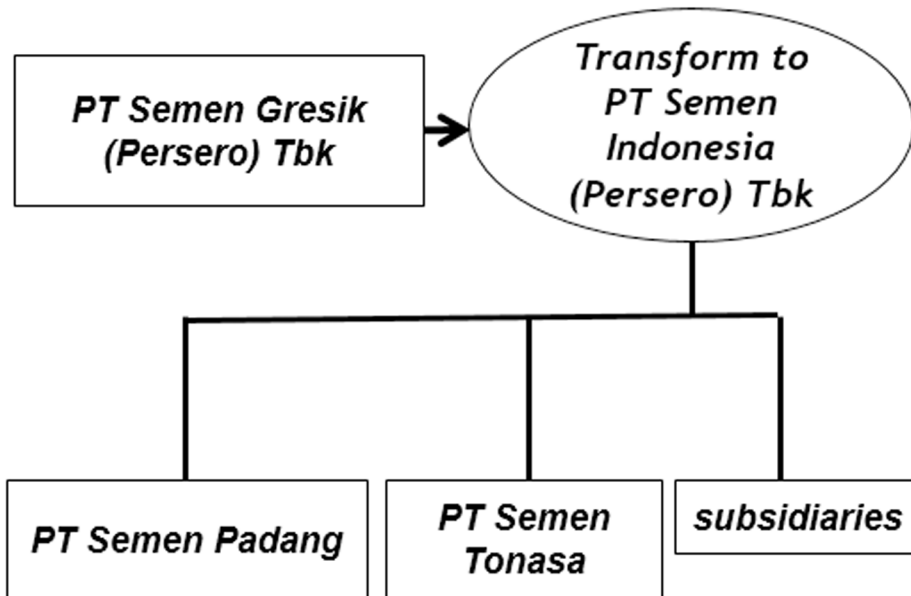 PT Semen Gresik
(Persero) Tbk
Transform to
PT Semen
Indonesia
(Persero) Tbk
PT Semen Padang
PT Semen
Tonasa
subsidiaries